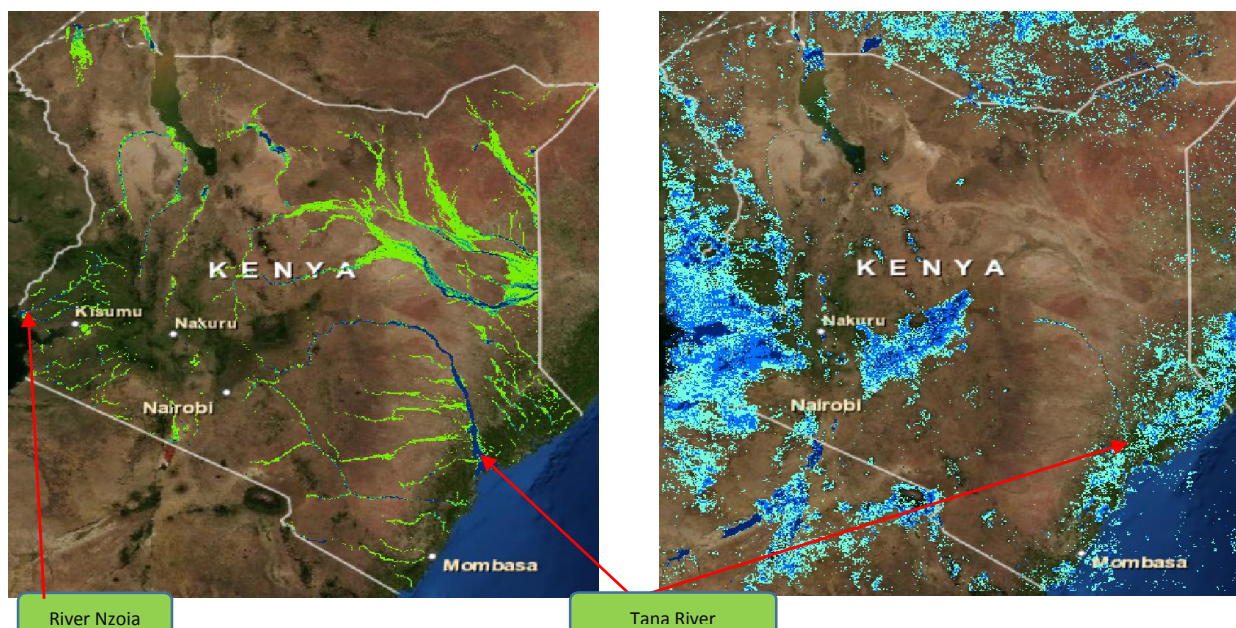 KENYA
Kisumu
Nakuru
Nairobi
Mombasa
KENYA
Nakuru
Nairobi
Mombasa
River Nzoia
Tana River